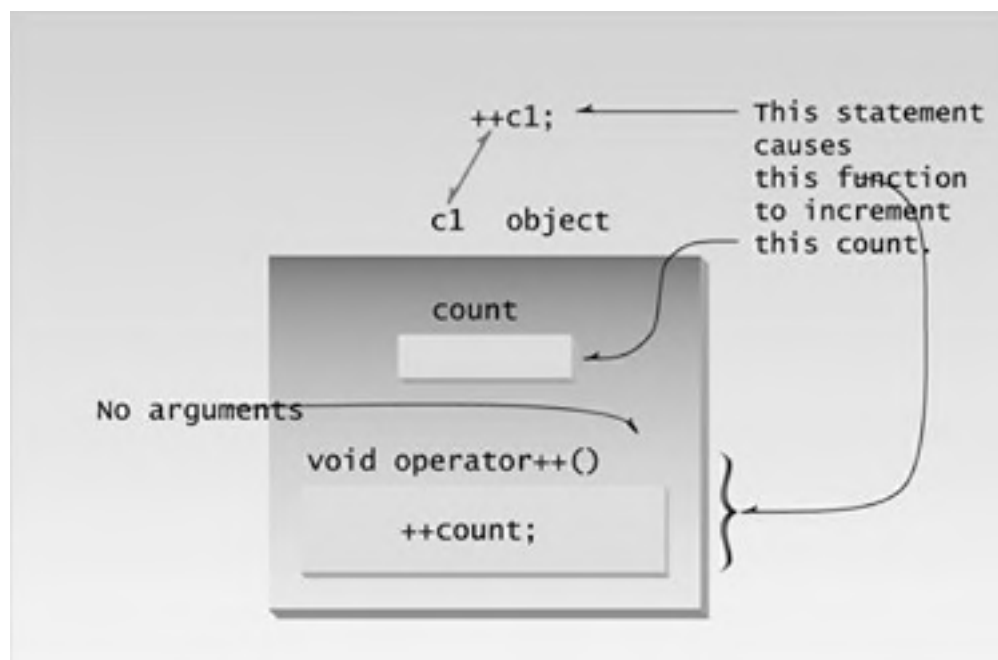 ++c1;
This statement
causes
this function
to increment
this count.
c1 object
count
No arguments
void operator++()
++count;